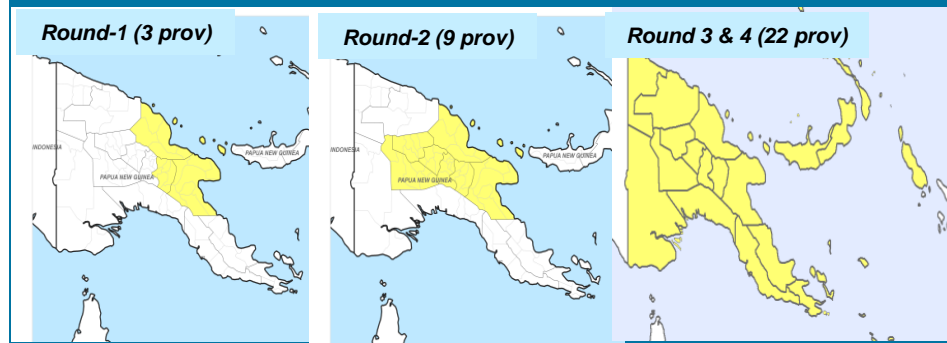 Round-1 (3 prov)
Round-2 (9 prov)
Round 3 & 4 (22 prov)
INDONESIA
PAPUA NEW GUINEA
PAPUA NEW GUINEA
INDONESIA
PAPUA NEW GUINEA
PAPUA NEW GUINEA